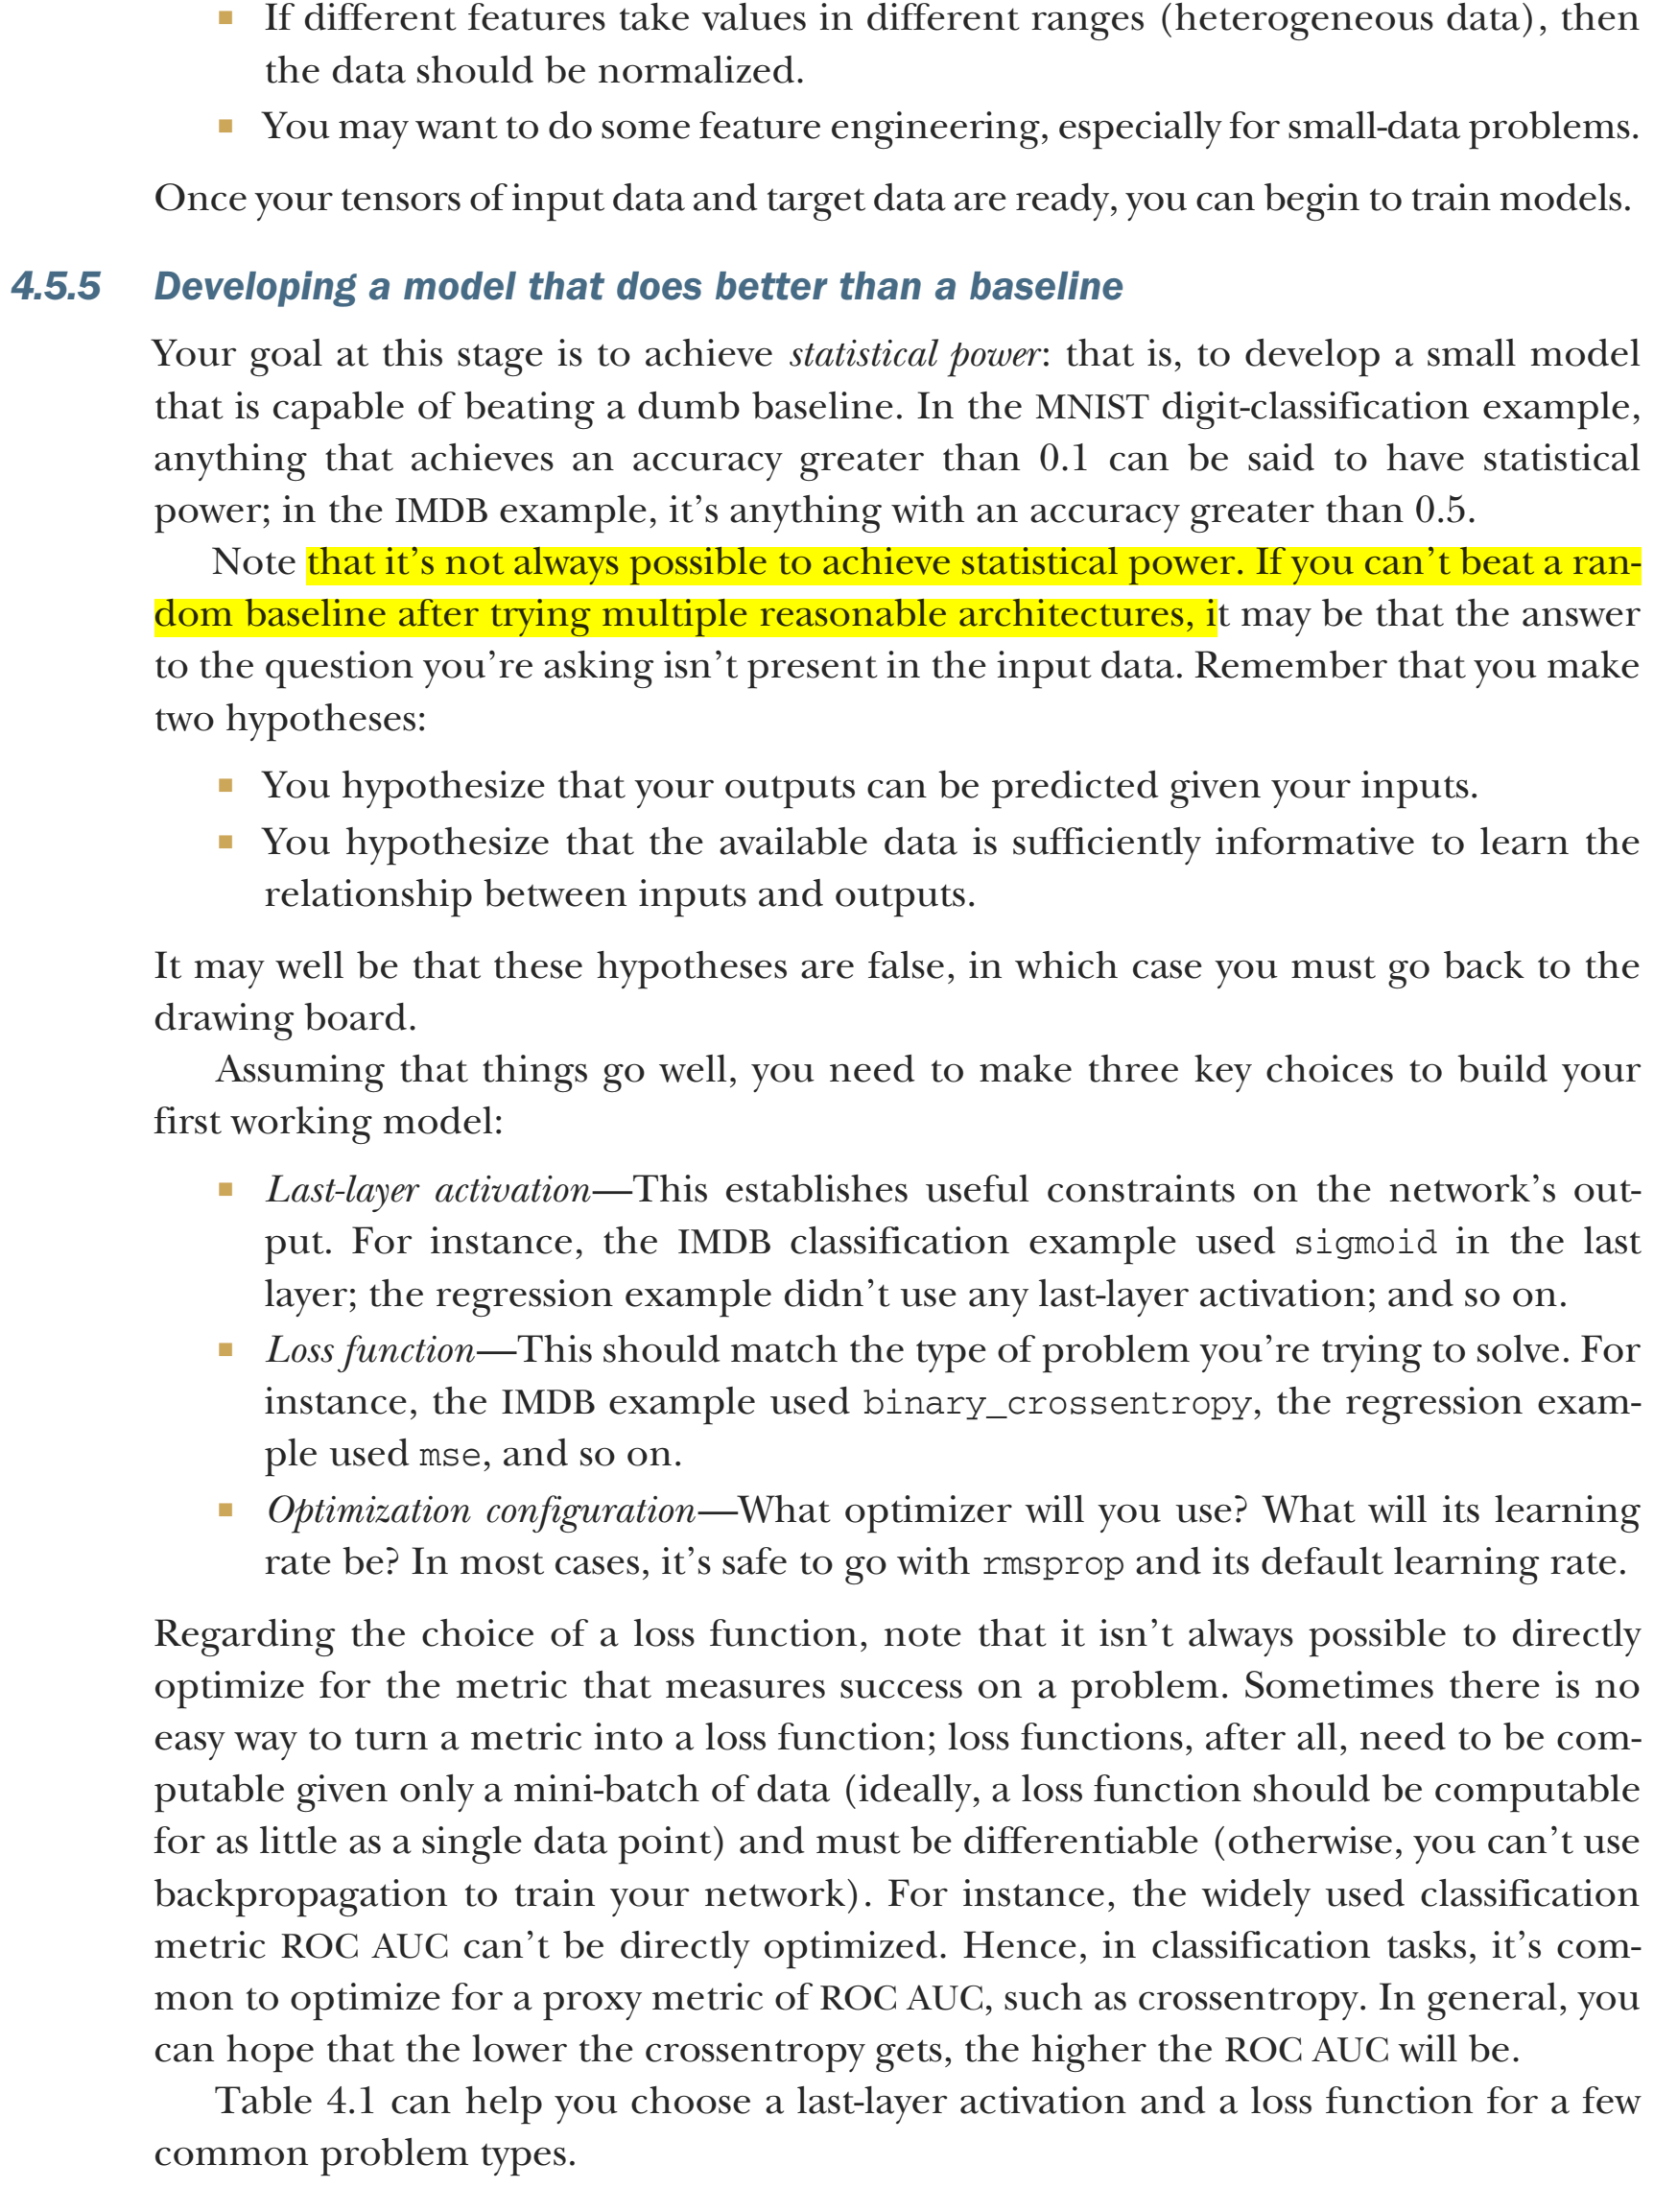 ▪ If different features take values in different ranges (heterogeneous data), then
the data should be normalized.
▪ You may want to do some feature engineering, especially for small-data problems.
Once your tensors of input data and target data are ready, you can begin to train models.
4.5.5 Developing a model that does better than a baseline
Your goal at this stage is to achieve statistical power: that is, to develop a small model
that is capable of beating a dumb baseline. In the MNIST digit-classification example,
anything that achieves an accuracy greater than 0.1 can be said to have statistical
power; in the IMDB example, it’s anything with an accuracy greater than 0.5.
Note that it’s not always possible to achieve statistical power. If you can’t beat a ran-
dom baseline after trying multiple reasonable architectures, it may be that the answer
to the question you’re asking isn’t present in the input data. Remember that you make
two hypotheses:
▪ You hypothesize that your outputs can be predicted given your inputs.
▪ You hypothesize that the available data is sufficiently informative to learn the
relationship between inputs and outputs.
It may well be that these hypotheses are false, in which case you must go back to the
drawing board.
Assuming that things go well, you need to make three key choices to build your
first working model:
▪ Last-layer activation—This establishes useful constraints on the network’s out-
put. For instance, the IMDB classification example used sigmoid in the last
layer; the regression example didn’t use any last-layer activation; and so on.
▪ Loss function—This should match the type of problem you’re trying to solve. For
instance, the IMDB example used binary_crossentropy, the regression exam-
ple used mse, and so on.
▪ Optimization configuration—What optimizer will you use? What will its learning
rate be? In most cases, it’s safe to go with rmsprop and its default learning rate.
Regarding the choice of a loss function, note that it isn’t always possible to directly
optimize for the metric that measures success on a problem. Sometimes there is no
easy way to turn a metric into a loss function; loss functions, after all, need to be com-
putable given only a mini-batch of data (ideally, a loss function should be computable
for as little as a single data point) and must be differentiable (otherwise, you can’t use
backpropagation to train your network). For instance, the widely used classification
metric ROC AUC can’t be directly optimized. Hence, in classification tasks, it’s com-
mon to optimize for a proxy metric of ROC AUC, such as crossentropy. In general, you
can hope that the lower the crossentropy gets, the higher the ROC AUC will be.
Table 4.1 can help you choose a last-layer activation and a loss function for a few
common problem types.